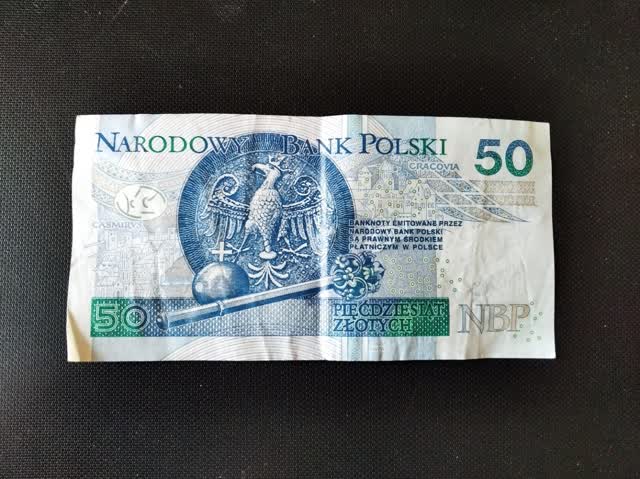 NARODOWY BANK POLSKI
50
CRACOVIA
CASIMIRIA
BANKNOTY EMITOWANE PRZEZ
NARODOWY BANK POLSKI
SĄ PRAWNYM ŚRODKIEM
PŁATNICZYM W POLSCE
50
PIĘĆDZIESIĄT
ZŁOTYCH
NBP